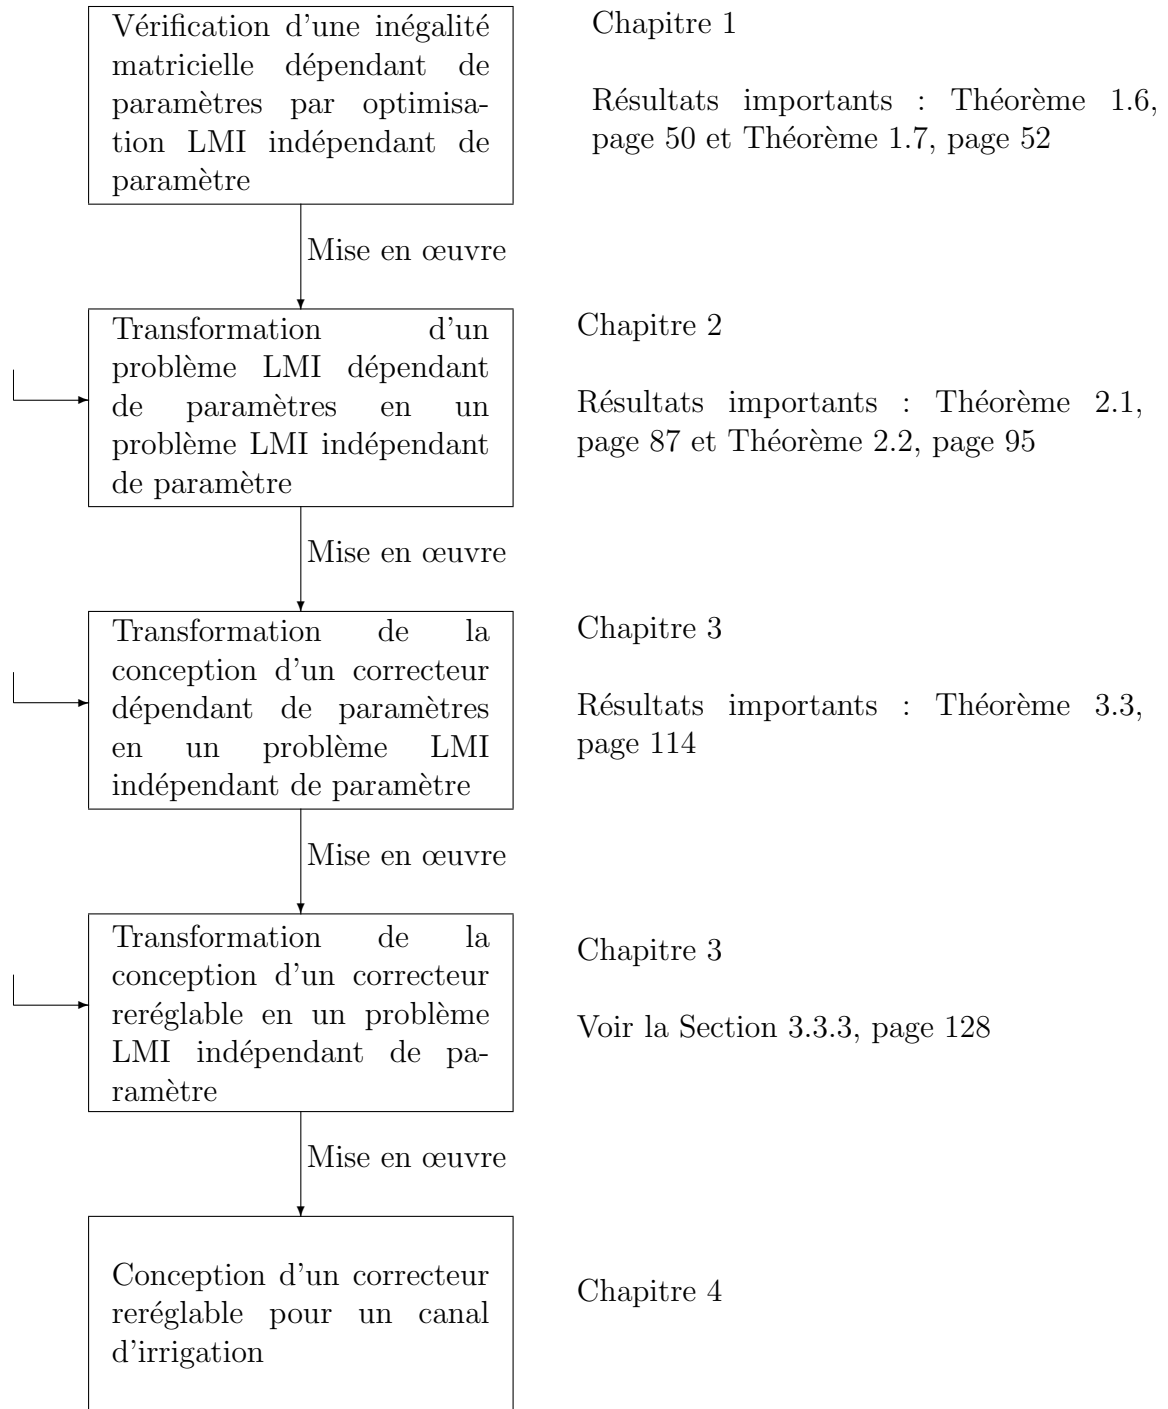 Vérification d'une inégalité
matricielle dépendant de
paramètres par optimisa-
tion LMI indépendant de
paramètre
Chapitre 1
Résultats importants : Théorème 1.6,
page 50 et Théorème 1.7, page 52
Mise en œuvre
Transformation d'un
problème LMI dépendant
de paramètres en un
problème LMI indépendant
de paramètre
Chapitre 2
Résultats importants : Théorème 2.1,
page 87 et Théorème 2.2, page 95
Mise en œuvre
Transformation de la
conception d'un correcteur
dépendant de paramètres
en un problème LMI
indépendant de paramètre
Chapitre 3
Résultats importants : Théorème 3.3,
page 114
Mise en œuvre
Transformation de la
conception d'un correcteur
reréglable en un problème
LMI indépendant de pa-
ramètre
Chapitre 3
Voir la Section 3.3.3, page 128
Mise en œuvre
Conception d'un correcteur
reréglable pour un canal
d'irrigation
Chapitre 4